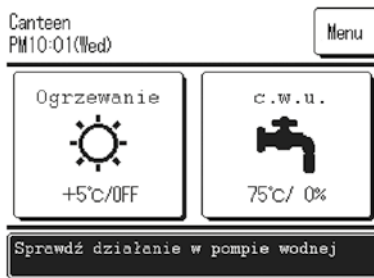 Canteen
PM10:01(Wed)
Menu
Ogrzewanie
c.w.u.
+5°C/OFF
75°C/ 0%
Sprawdź działanie w pompie wodnej